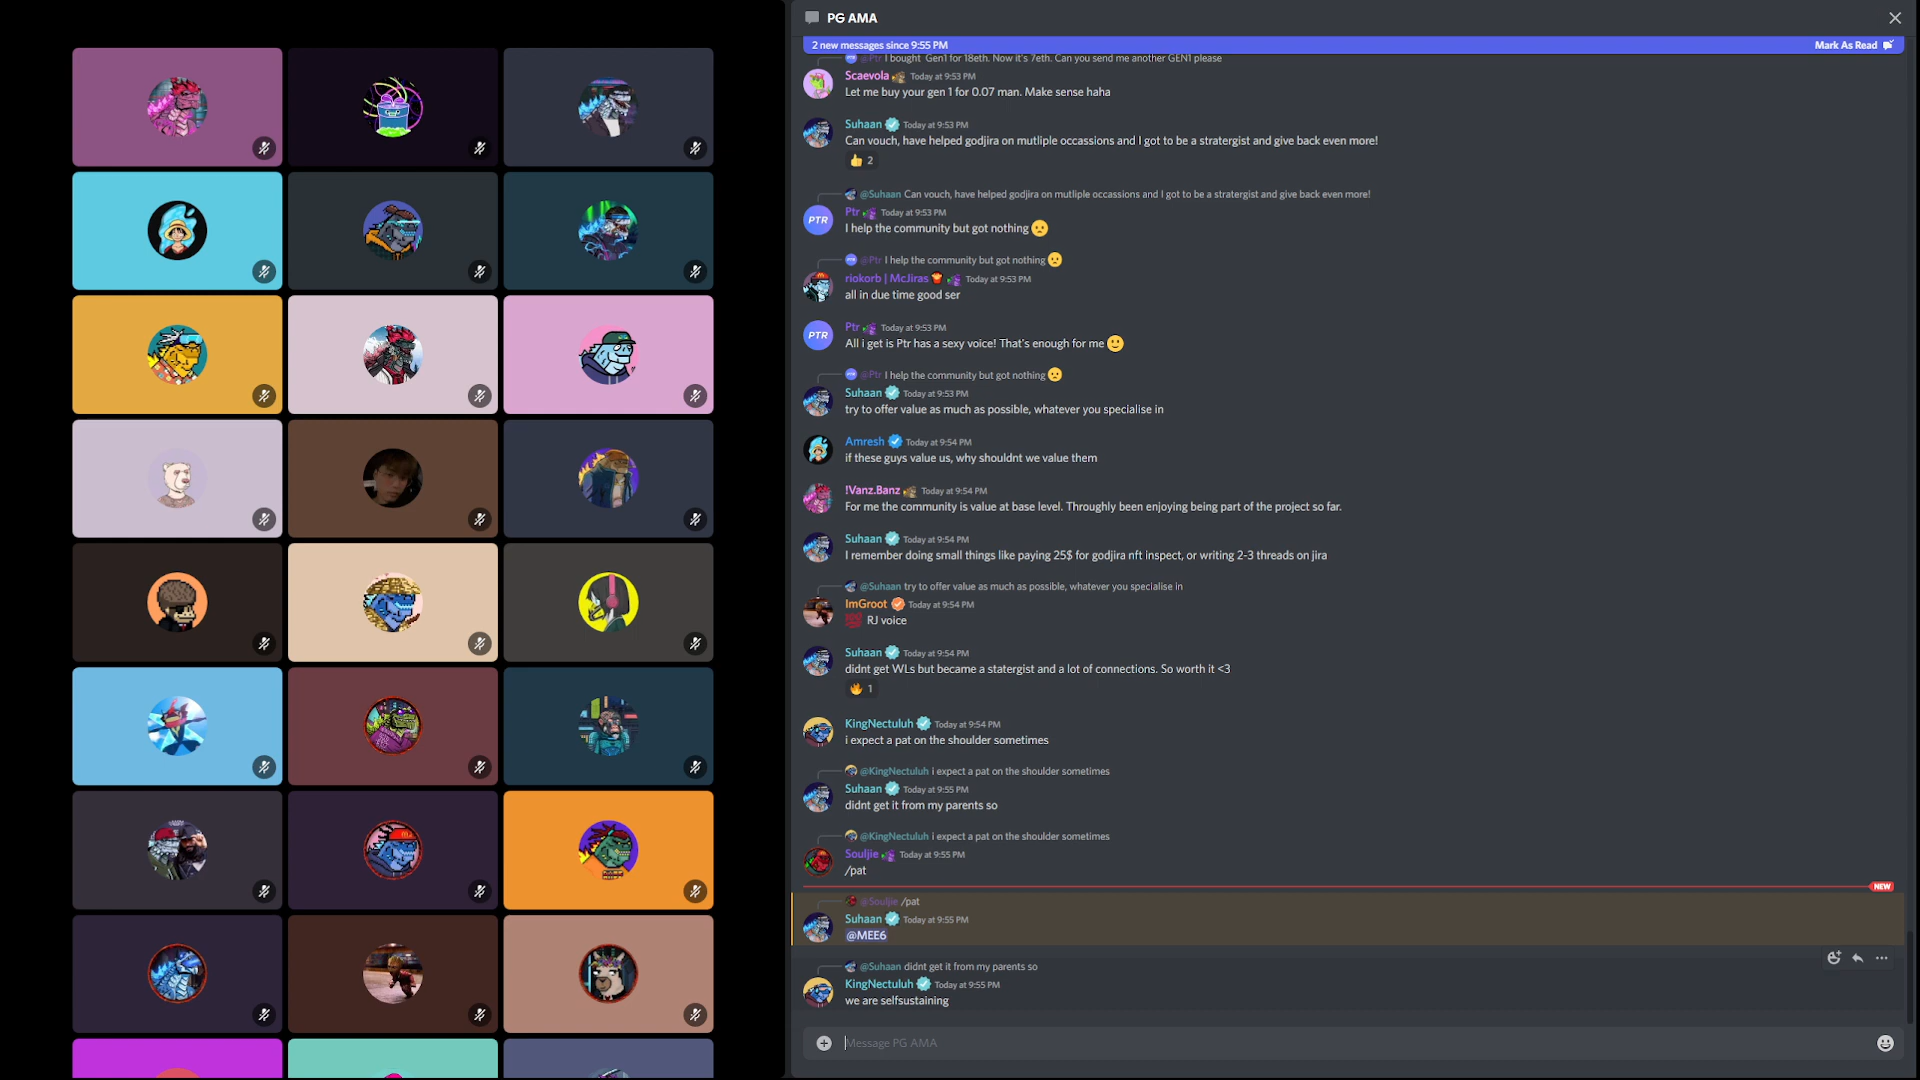 PG AMA
2 new messages since 9:55 PM
Mark As Read
@Ptr I bought Gen1 for 18eth. Now it's 7eth. Can you send me another GEN1 please
Scaevola Today at 9:53 PM
Let me buy your gen 1 for 0.07 man. Make sense haha
Suhaan Today at 9:53 PM
Can vouch, have helped godjira on mutliple occassions and I got to be a stratergist and give back even more!
2
@Suhaan Can vouch, have helped godjira on mutliple occassions and I got to be a stratergist and give back even more!
PTR
Ptr Today at 9:53 PM
I help the community but got nothing
@Ptr I help the community but got nothing
riokorb | McJiras Today at 9:53 PM
all in due time good ser
PTR
Ptr Today at 9:53 PM
All i get is Ptr has a sexy voice! That's enough for me
@Ptr I help the community but got nothing
Suhaan Today at 9:53 PM
try to offer value as much as possible, whatever you specialise in
Amresh Today at 9:54 PM
if these guys value us, why shouldnt we value them
!Vanz.Banz Today at 9:54 PM
For me the community is value at base level. Throughly been enjoying being part of the project so far.
Suhaan Today at 9:54 PM
I remember doing small things like paying 25$ for godjira nft inspect, or writing 2-3 threads on jira
@Suhaan try to offer value as much as possible, whatever you specialise in
ImGroot Today at 9:54 PM
RJ voice
Suhaan Today at 9:54 PM
didnt get WLs but became a statergist and a lot of connections. So worth it <3
1
KingNectuluh Today at 9:54 PM
i expect a pat on the shoulder sometimes
@KingNectuluh i expect a pat on the shoulder sometimes
Suhaan Today at 9:55 PM
didnt get it from my parents so
@KingNectuluh i expect a pat on the shoulder sometimes
Souljie Today at 9:55 PM
/pat
NEW
@Souljie /pat
Suhaan Today at 9:55 PM
@MEE6
@Suhaan didnt get it from my parents so
KingNectuluh Today at 9:55 PM
we are selfsustaining
Message PG AMA